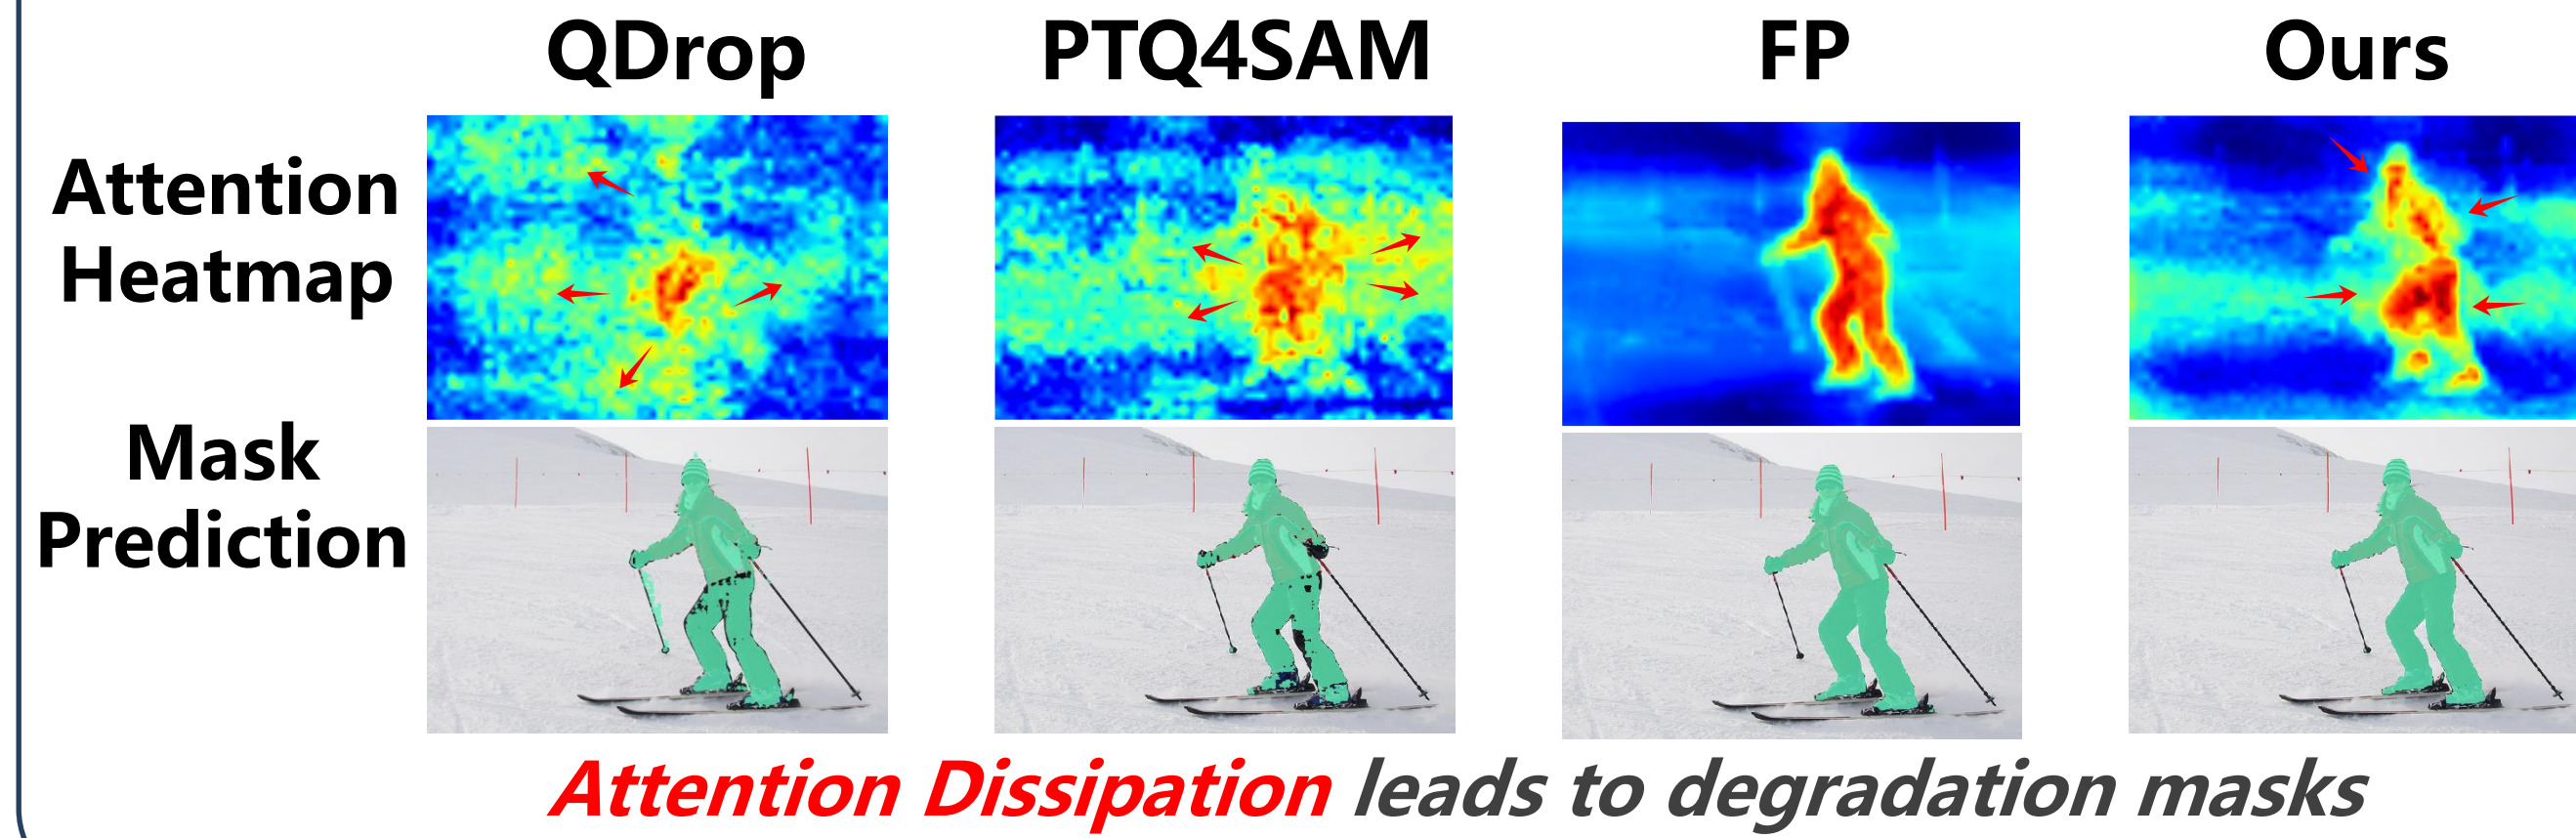 QDrop PTQ4SAM FP Ours
Attention
Heatmap
Mask
Prediction
Attention Dissipation leads to degradation masks